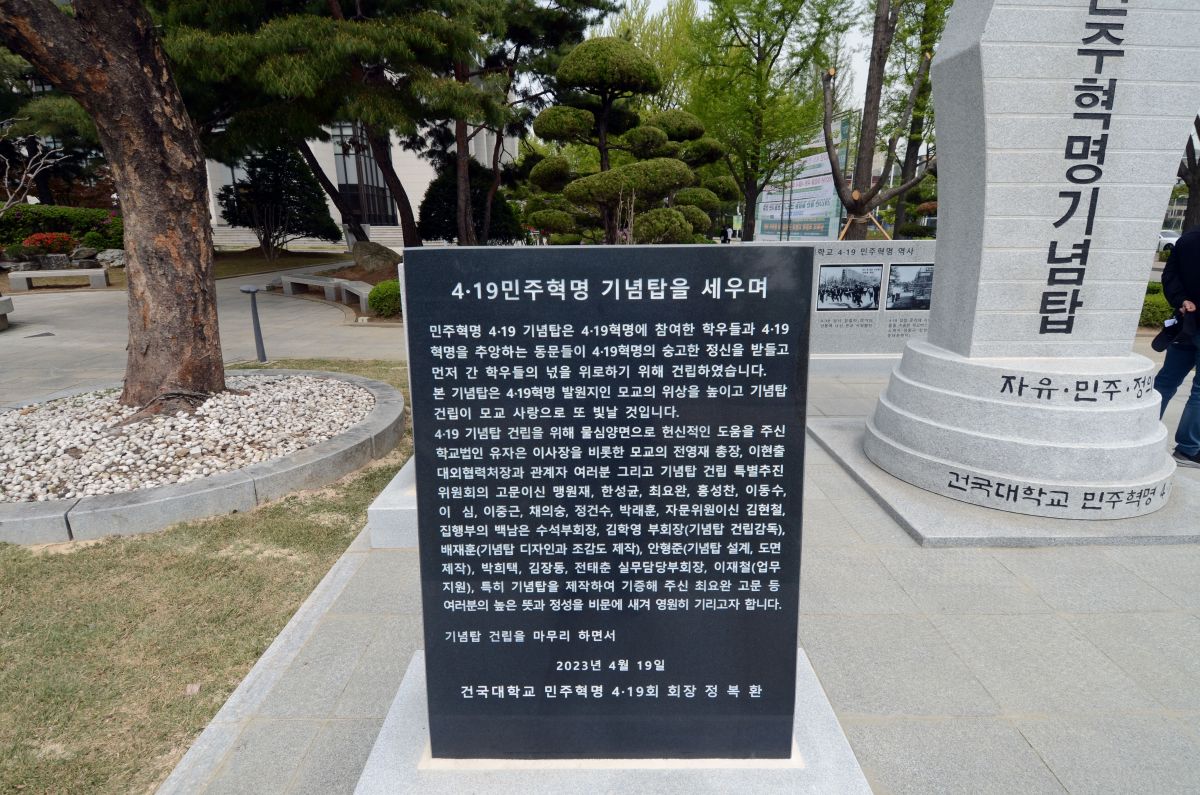 4·19민주혁명 기념탑을 세우며
민주혁명 4·19 기념탑은 4·19혁명에 참여한 학우들과 4·19
혁명을 추앙하는 동문들이 4·19혁명의 숭고한 정신을 받들고
먼저 간 학우들의 넋을 위로하기 위해 건립하였습니다.
본 기념탑은 4·19혁명 발원지인 모교의 위상을 높이고 기념탑
건립이 모교 사랑으로 또 빛날 것입니다.
4·19 기념탑 건립을 위해 물심양면으로 헌신적인 도움을 주신
학교법인 유자은 이사장을 비롯한 모교의 전영재 총장, 이현출
대외협력처장과 관계자 여러분 그리고 기념탑 건립 특별추진
위원회의 고문이신 맹원재, 한성균, 최요완, 홍성찬, 이동수,
이 심, 이중근, 채의숭, 정건수, 박래훈, 자문위원이신 김현철,
집행부의 백남은 수석부회장, 김학영 부회장(기념탑 건립감독),
배재훈(기념탑 디자인과 조감도 제작), 안형준(기념탑 설계, 도면
제작), 박희택, 김장동, 전태춘 실무담당부회장, 이재철(업무
지원), 특히 기념탑을 제작하여 기증해 주신 최요완 고문 등
여러분의 높은 뜻과 정성을 비문에 새겨 영원히 기리고자 합니다.
기념탑 건립을 마무리 하면서
2023년 4월 19일
건국대학교 민주혁명 4·19회 회장 정 복 환
학교 4·19 민주혁명 역사
민주혁명기념탑
자유·민주·정의
건국대학교 민주혁명 4